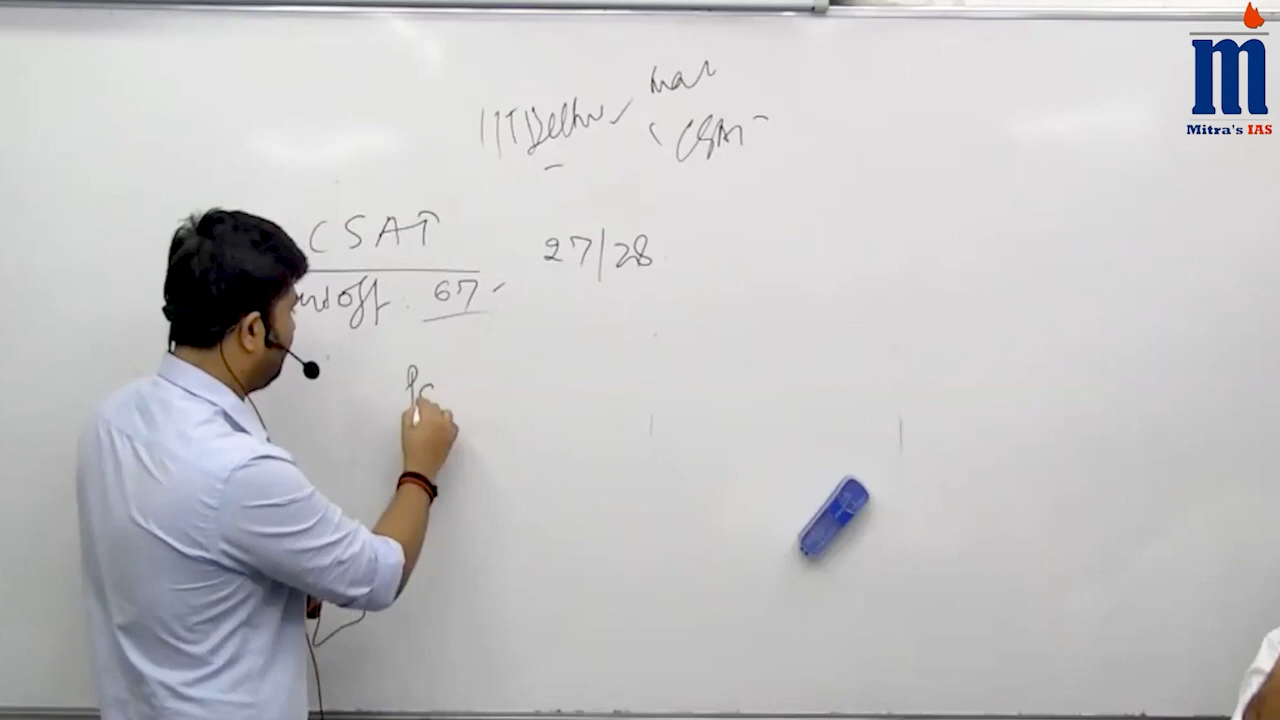 IIT Delhi
CSAT
CSAT
27/28
cutoff 67
m
Mitra's IAS